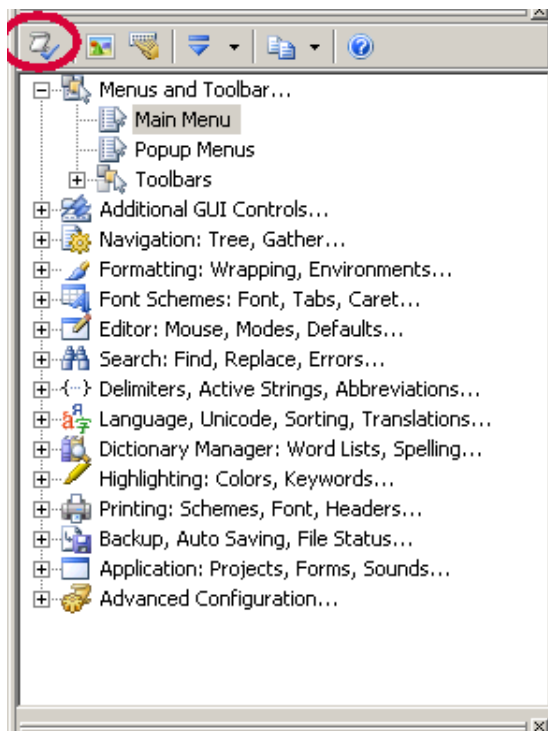 Menus and Toolbar...
Main Menu
Popup Menus
Toolbars
Additional GUI Controls...
Navigation: Tree, Gather...
Formatting: Wrapping, Environments...
Font Schemes: Font, Tabs, Caret...
Editor: Mouse, Modes, Defaults...
Search: Find, Replace, Errors...
Delimiters, Active Strings, Abbreviations...
Language, Unicode, Sorting, Translations...
Dictionary Manager: Word Lists, Spelling...
Highlighting: Colors, Keywords...
Printing: Schemes, Font, Headers...
Backup, Auto Saving, File Status...
Application: Projects, Forms, Sounds...
Advanced Configuration...